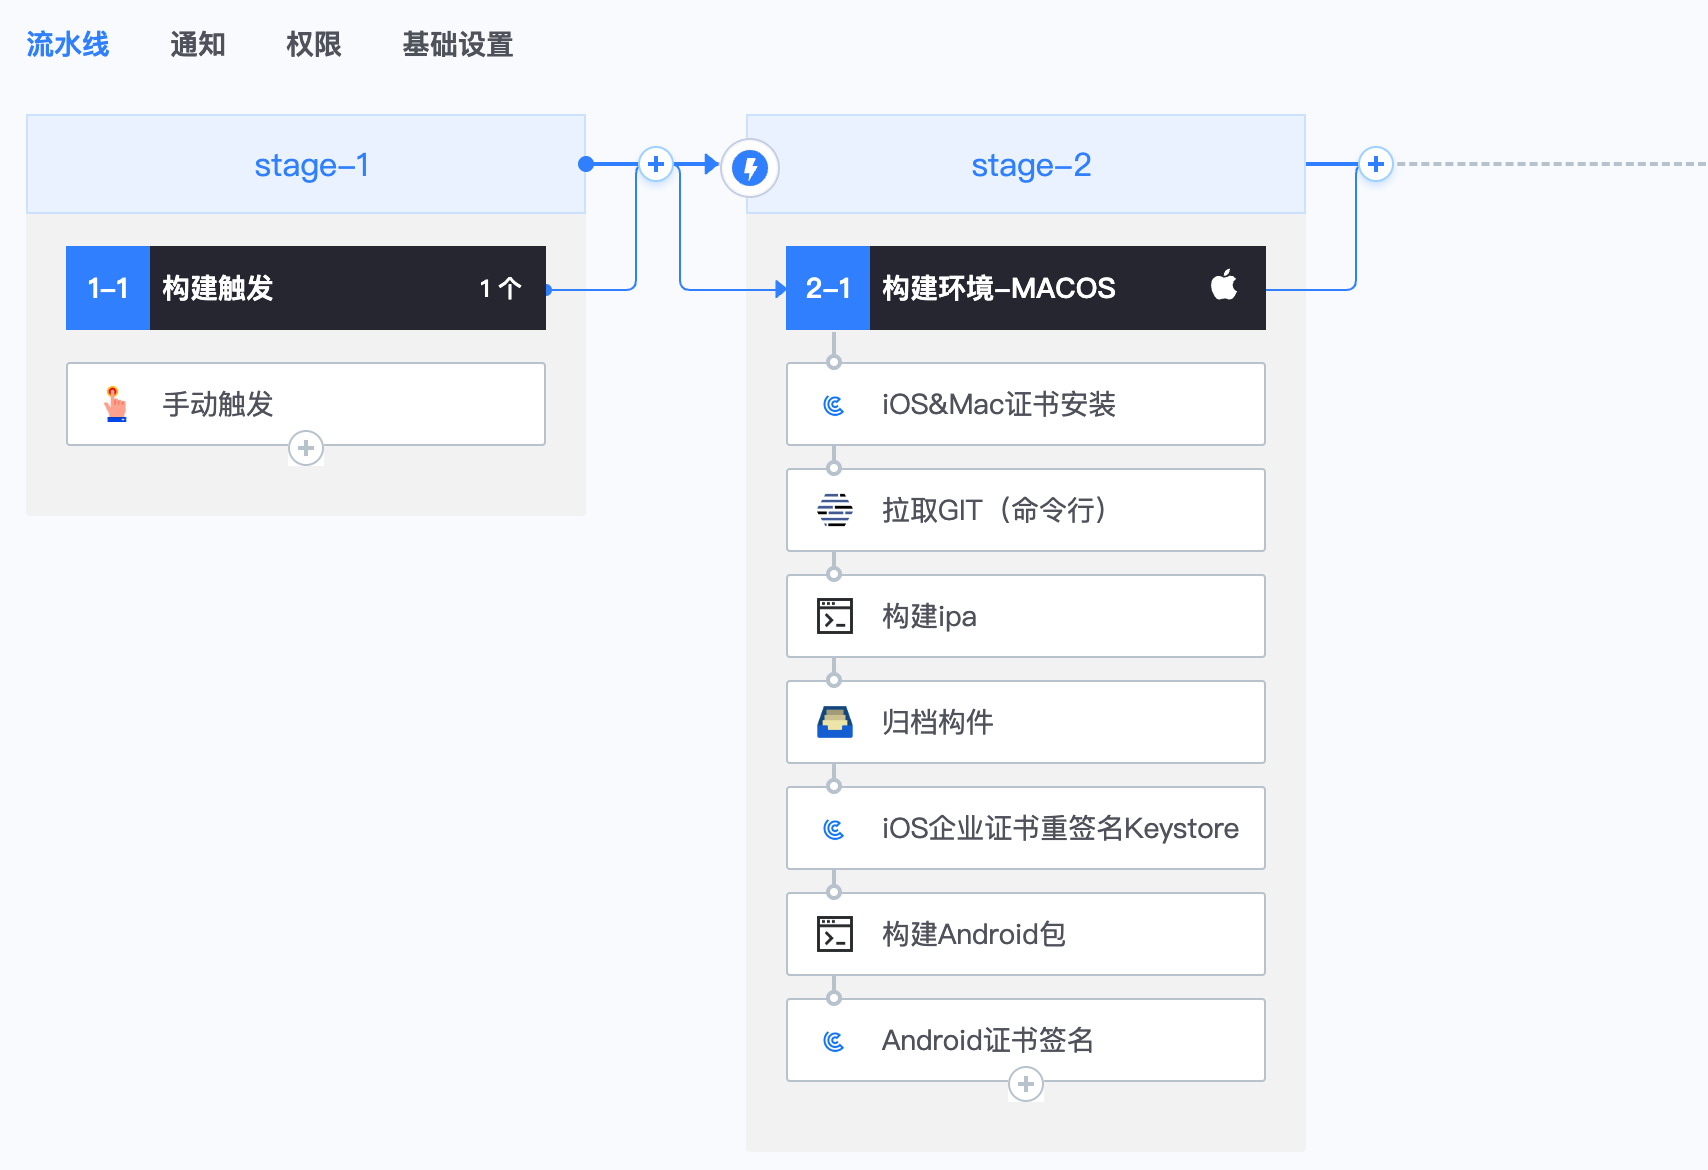 流水线 通知 权限 基础设置
stage-1
1-1 构建触发 1 个
手动触发
stage-2
2-1 构建环境-MACOS
iOS&Mac证书安装
拉取GIT（命令行）
构建ipa
归档构件
iOS企业证书重签名Keystore
构建Android包
Android证书签名